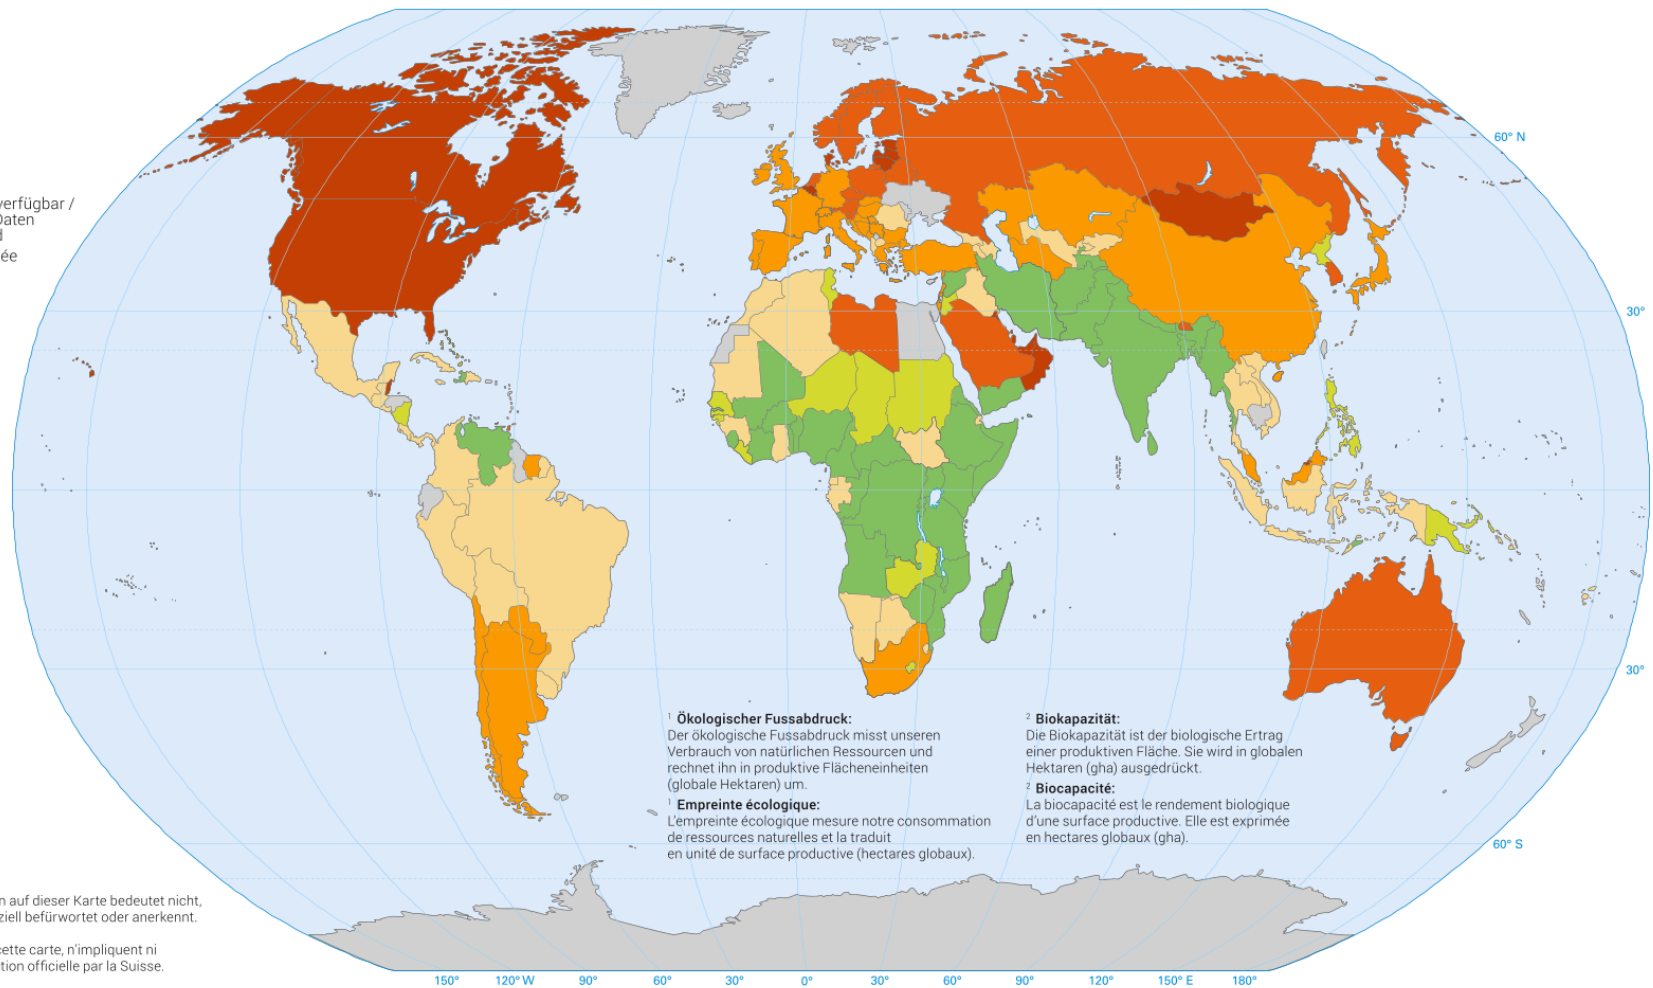 verfügbar /
Daten
d
ée
60° N
30°
30°
60° S
¹ Ökologischer Fussabdruck:
Der ökologische Fussabdruck misst unseren
Verbrauch von natürlichen Ressourcen und
rechnet ihn in produktive Flächeneinheiten
(globale Hektaren) um.
¹ Empreinte écologique:
L'empreinte écologique mesure notre consommation
de ressources naturelles et la traduit
en unité de surface productive (hectares globaux).
² Biokapazität:
Die Biokapazität ist der biologische Ertrag
einer produktiven Fläche. Sie wird in globalen
Hektaren (gha) ausgedrückt.
² Biocapacité:
La biocapacité est le rendement biologique
d'une surface productive. Elle est exprimée
en hectares globaux (gha).
n auf dieser Karte bedeutet nicht,
ziell befürwortet oder anerkennt.
cette carte, n'impliquent ni
tion officielle par la Suisse.
150° 120° W 90° 60° 30° 0° 30° 60° 90° 120° 150° E 180°